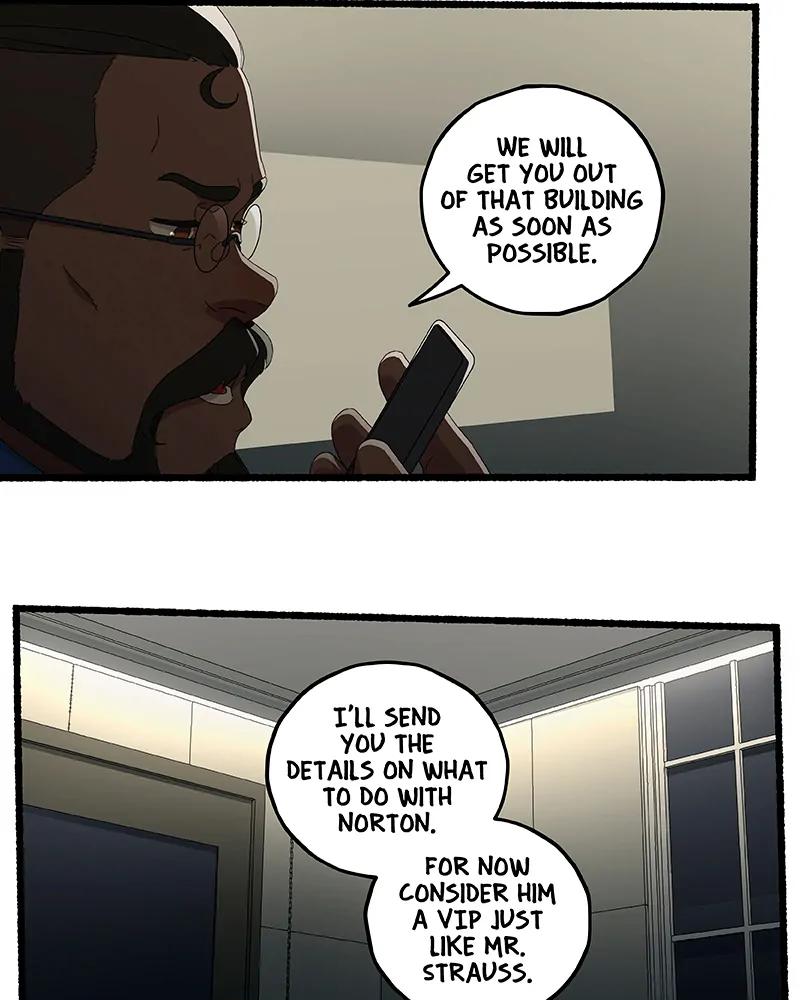 WE WILL
GET YOU OUT
OF THAT BUILDING
AS SOON AS
POSSIBLE.
I'LL SEND
YOU THE
DETAILS ON WHAT
TO DO WITH
NORTON.
FOR NOW
CONSIDER HIM
A VIP JUST
LIKE MR.
STRAUSS.